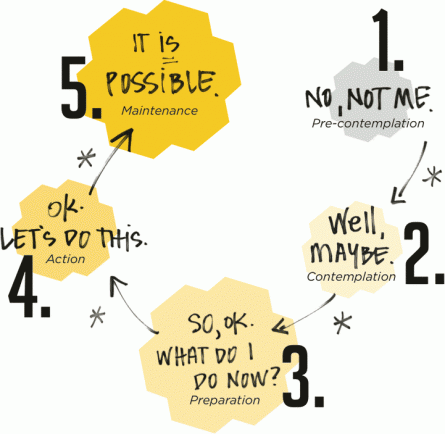 1.
NO, NOT ME.
Pre-contemplation
*
2.
Well,
MAYBE.
Contemplation
*
3.
SO, OK.
WHAT DO I
DO NOW?
Preparation
*
4.
OK.
LET'S DO THIS.
Action
*
5.
IT IS
POSSIBLE.
Maintenance